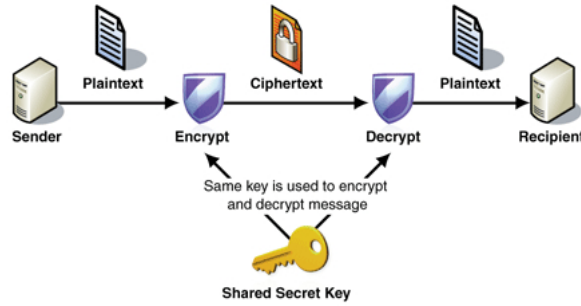 Plaintext
Ciphertext
Plaintext
Sender
Encrypt
Decrypt
Recipient
Same key is used to encrypt
and decrypt message
Shared Secret Key